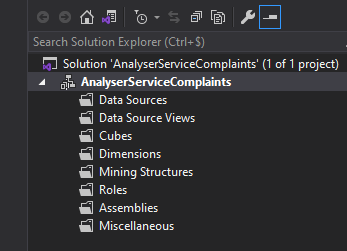 Search Solution Explorer (Ctrl+$)
Solution 'AnalyserServiceComplaints' (1 of 1 project)
AnalyserServiceComplaints
Data Sources
Data Source Views
Cubes
Dimensions
Mining Structures
Roles
Assemblies
Miscellaneous